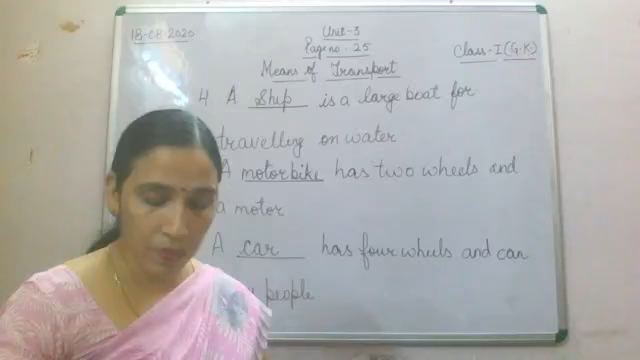 18-08-2020
Unit-3
Page no. 25
Class-I (G.K)
Means of Transport
4 A Ship is a large boat for
travelling on water
A motorbike has two wheels and
a motor
A car has four wheels and can
people